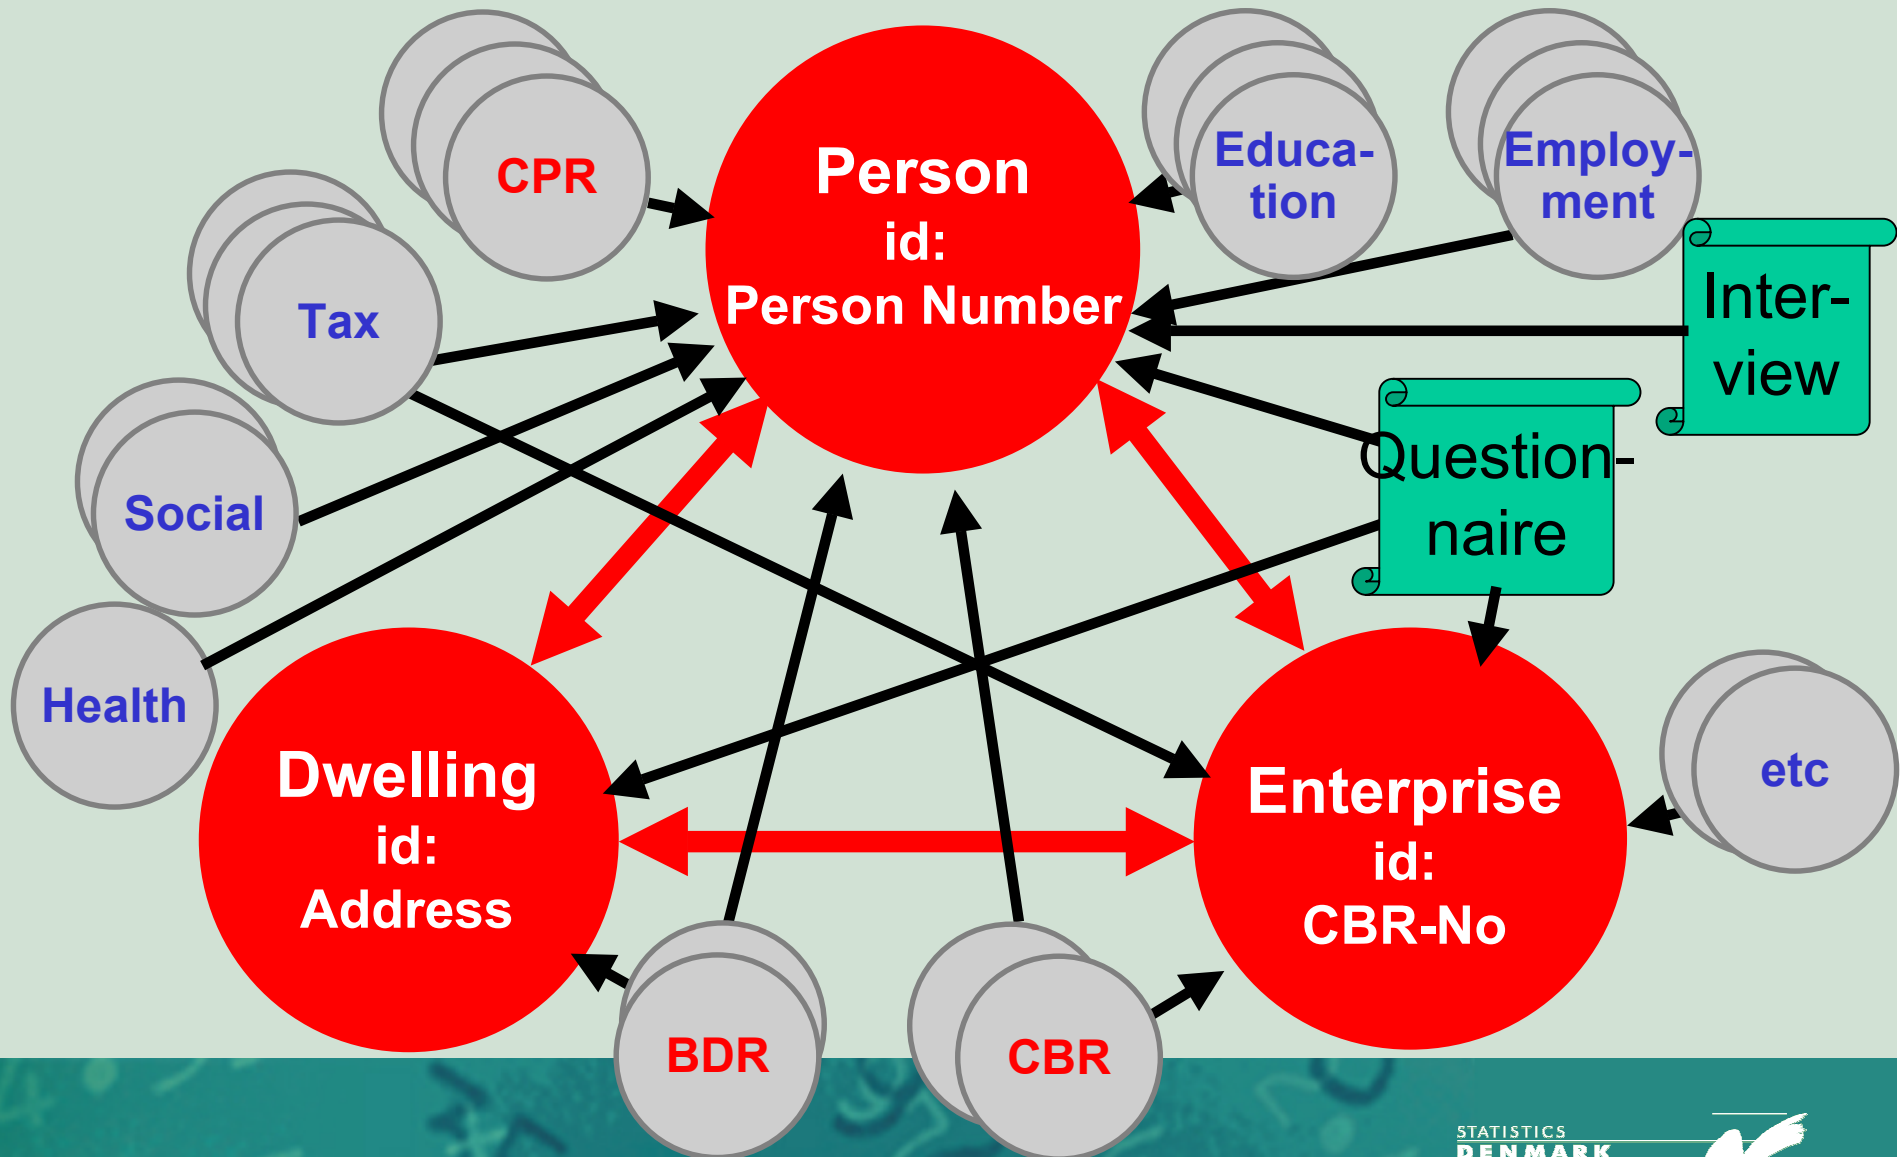 CPR
Person
id:
Person Number
Educa-
tion
Employ-
ment
Inter-
view
Tax
Question-
naire
Social
Health
Dwelling
id:
Address
Enterprise
id:
CBR-No
etc
BDR
CBR
STATISTICS
DENMARK